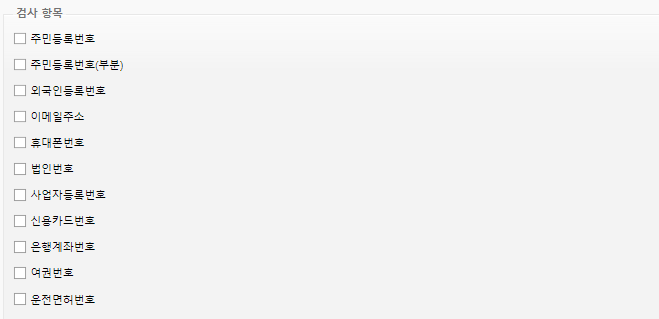 검사 항목
주민등록번호
주민등록번호(부분)
외국인등록번호
이메일주소
휴대폰번호
법인번호
사업자등록번호
신용카드번호
은행계좌번호
여권번호
운전면허번호